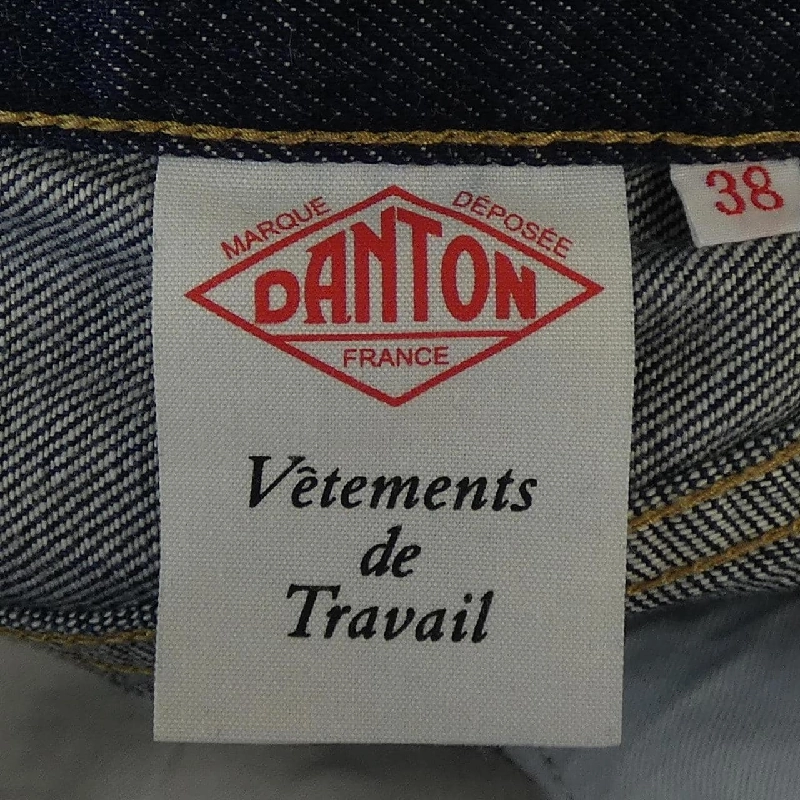 MARQUE DÉPOSÉE
DANTON
FRANCE
Vêtements
de
Travail
38